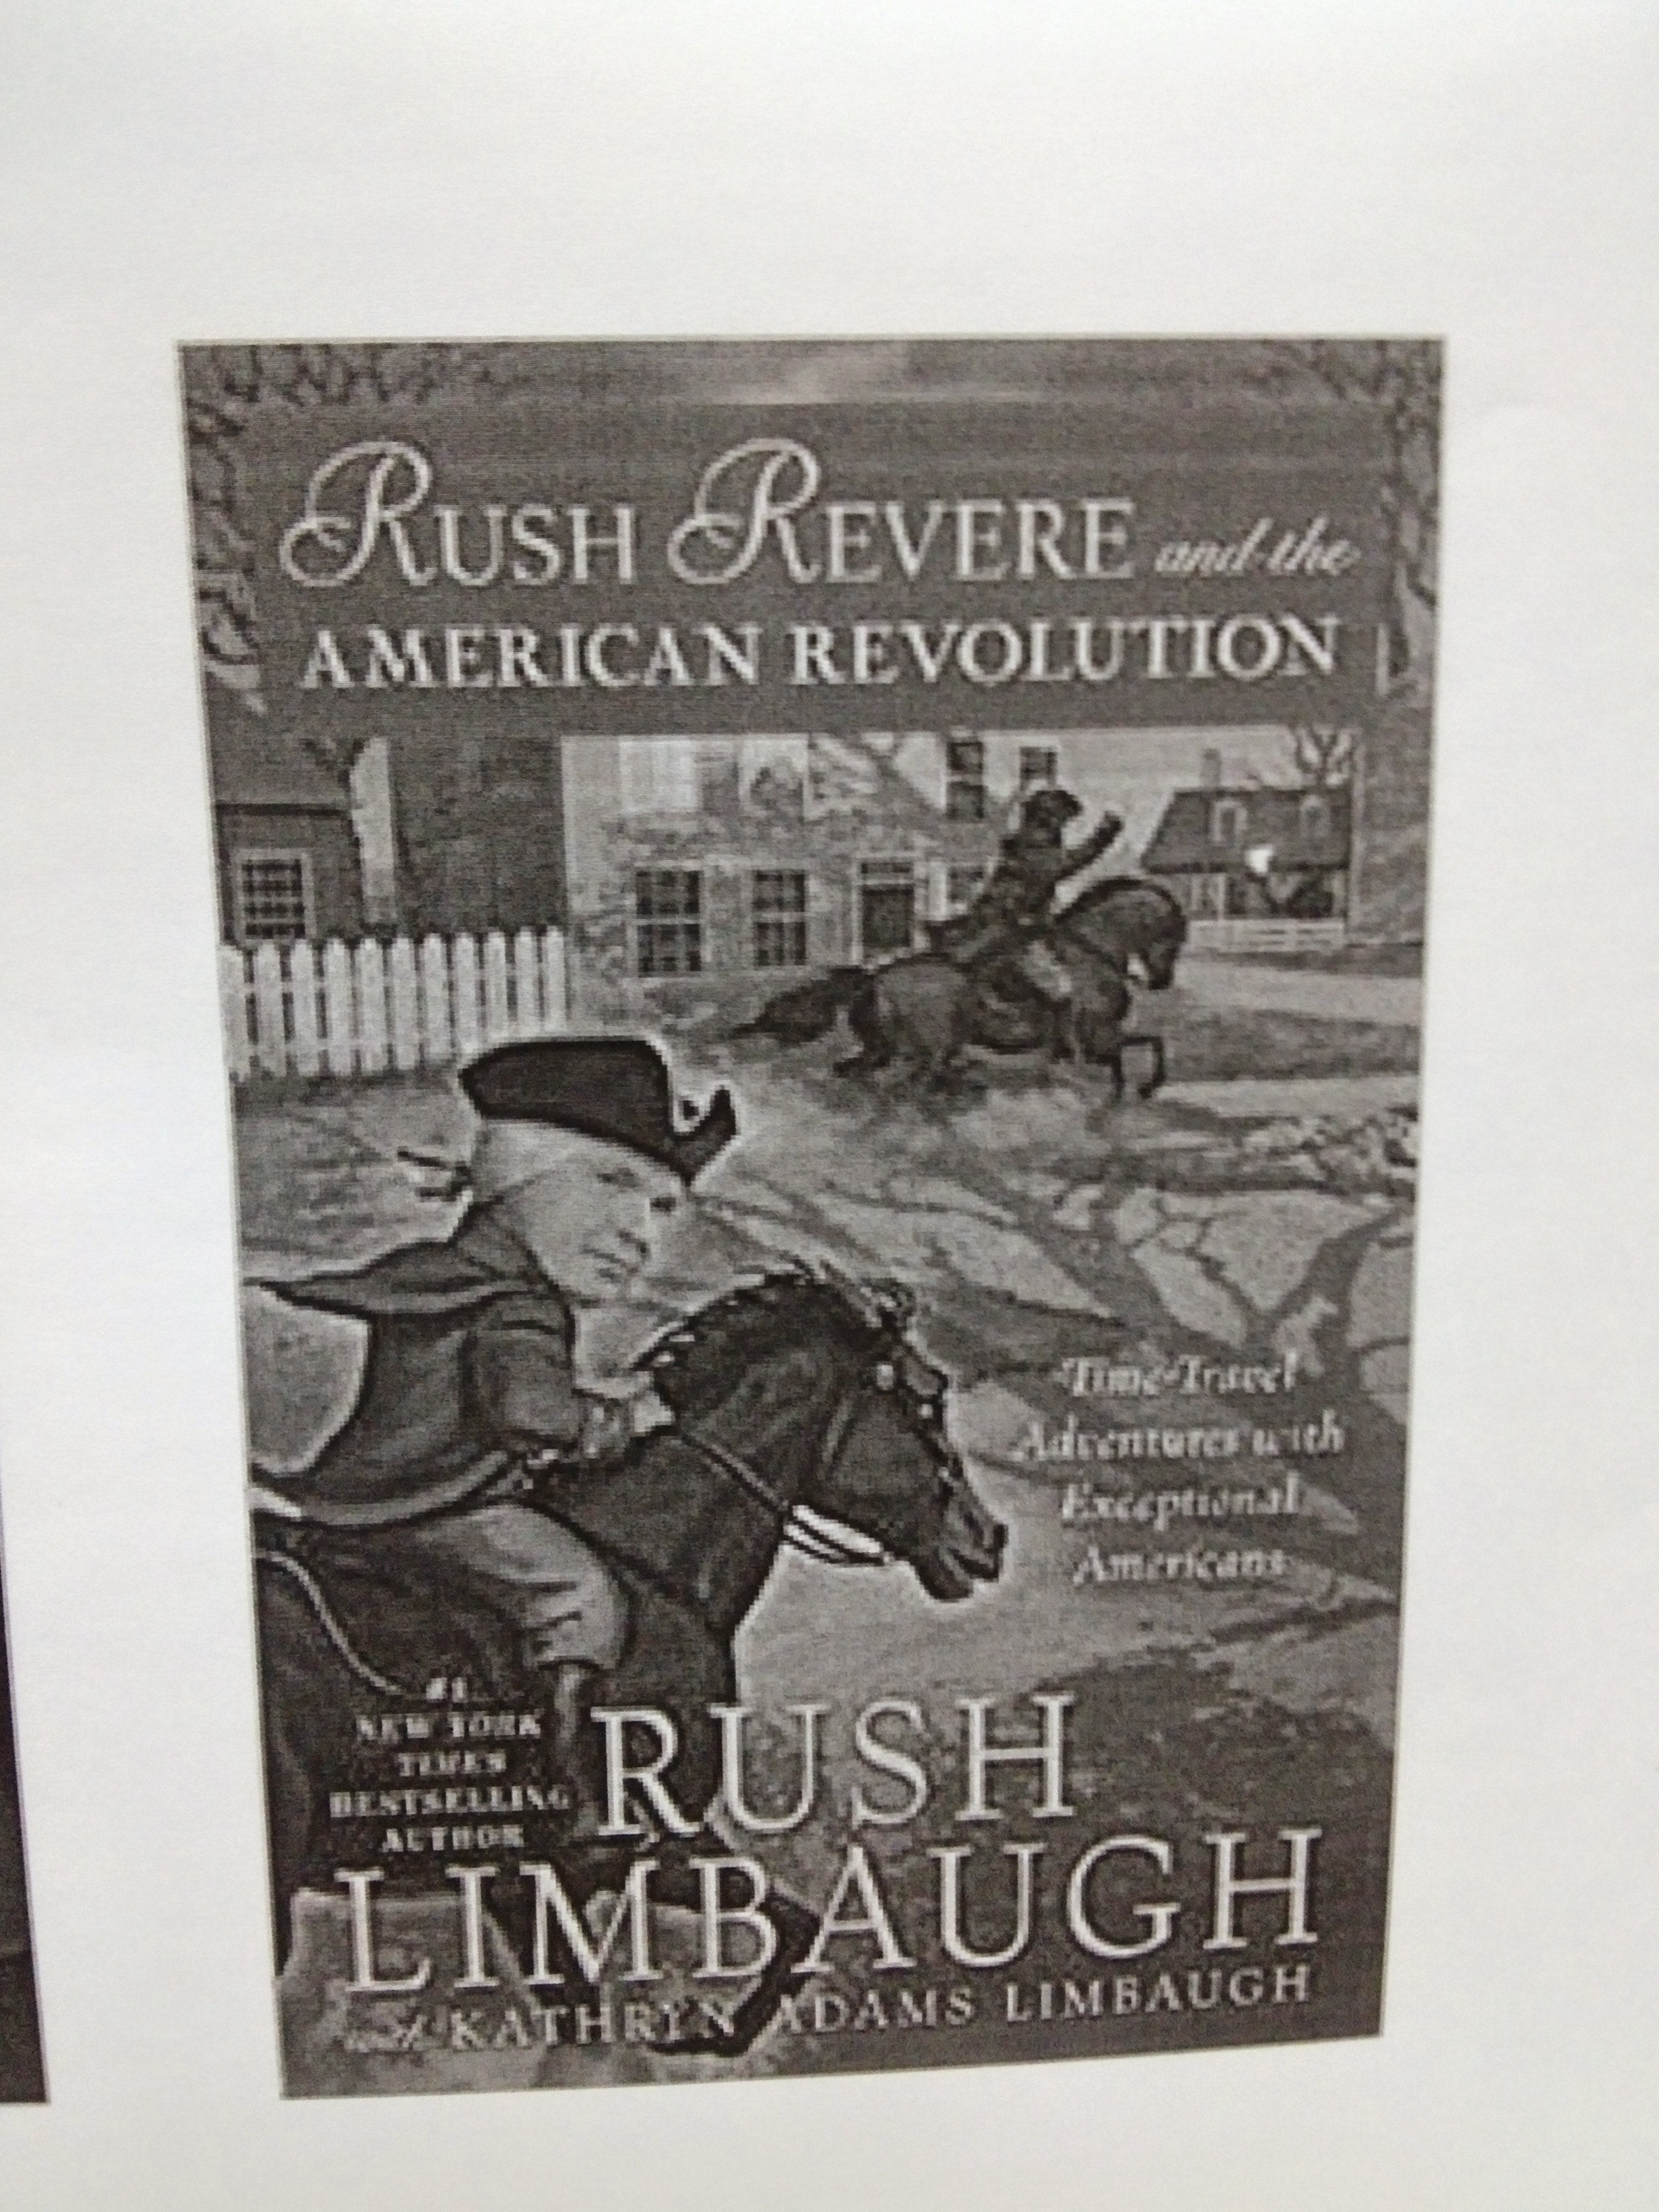 RUSH REVERE and the
AMERICAN REVOLUTION
Time-Travel
Adventures with
Exceptional
Americans
#1
NEW YORK
TIMES
BESTSELLING
AUTHOR
RUSH
LIMBAUGH
and KATHRYN ADAMS LIMBAUGH